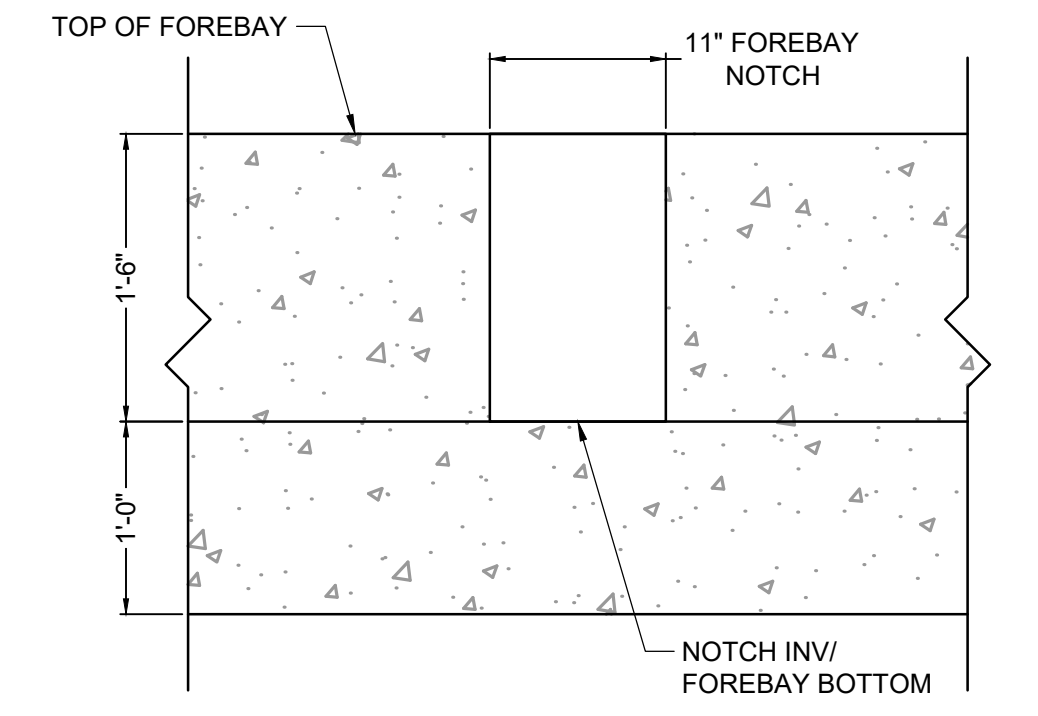 TOP OF FOREBAY
11" FOREBAY
NOTCH
1'-6"
1'-0"
NOTCH INV/
FOREBAY BOTTOM